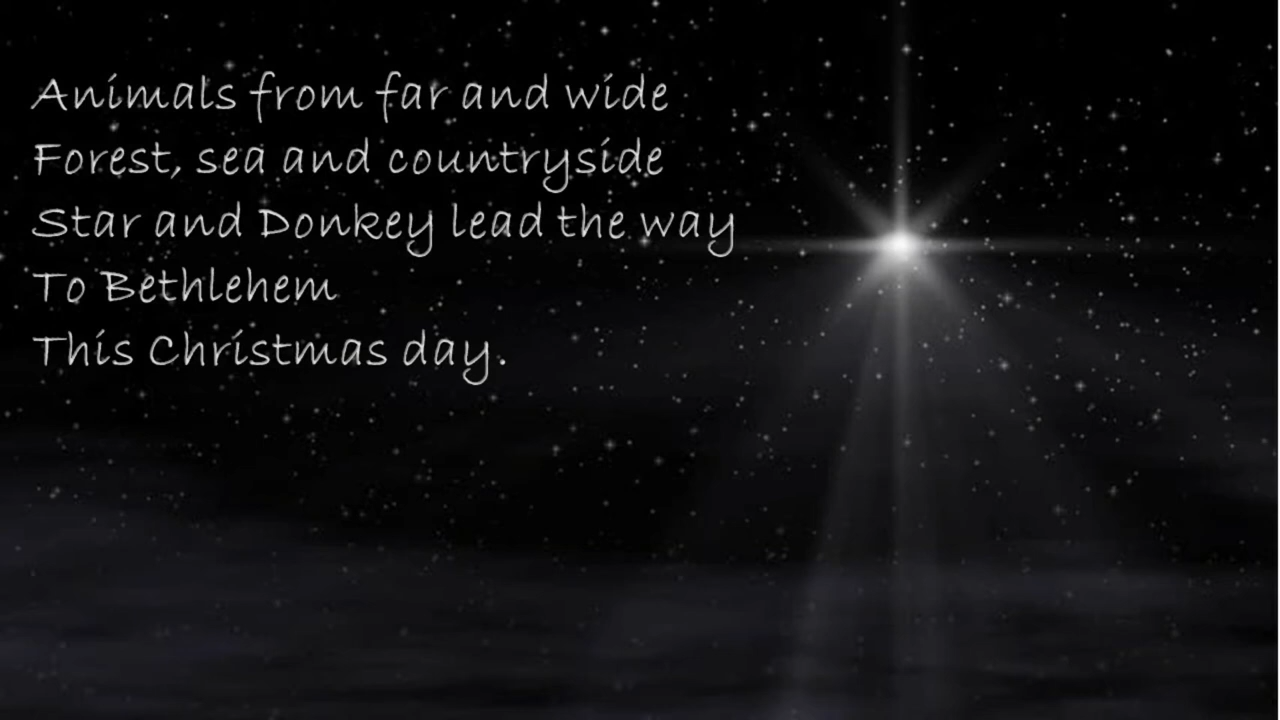 Animals from far and wide
Forest, sea and countryside
Star and Donkey lead the way
To Bethlehem
This Christmas day.